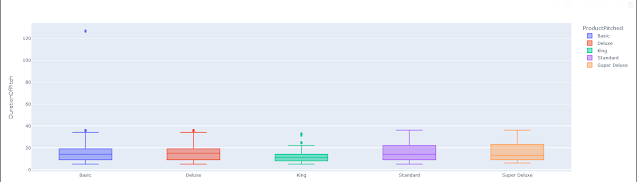 ProductPitched
Basic
Deluxe
King
Standard
Super Deluxe
DurationOfPitch
120
100
80
60
40
20
0
Basic
Deluxe
King
Standard
Super Deluxe